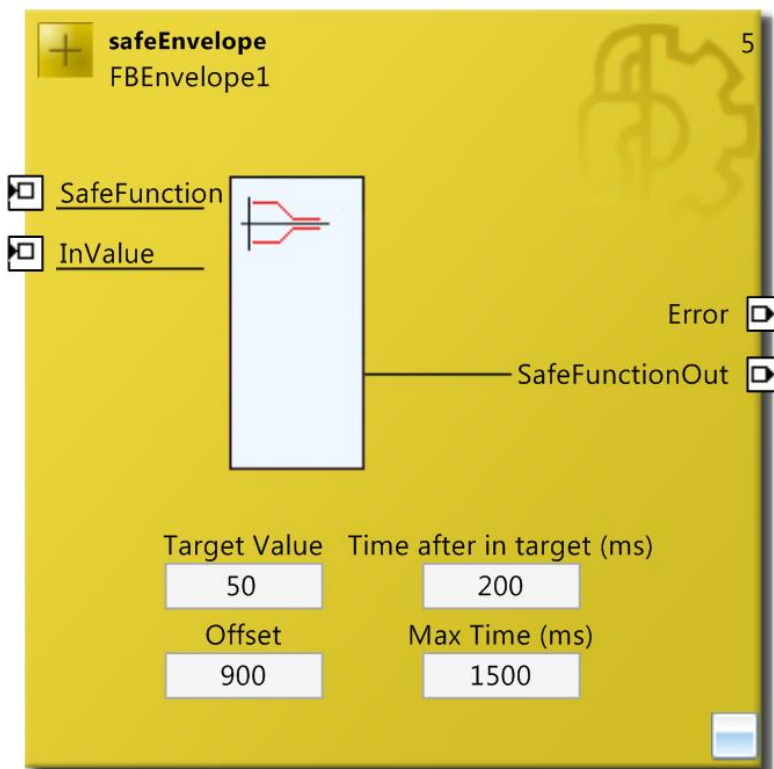 safeEnvelope 5
FBEnvelope1
SafeFunction
InValue
Error
SafeFunctionOut
Target Value Time after in target (ms)
50 200
Offset Max Time (ms)
900 1500